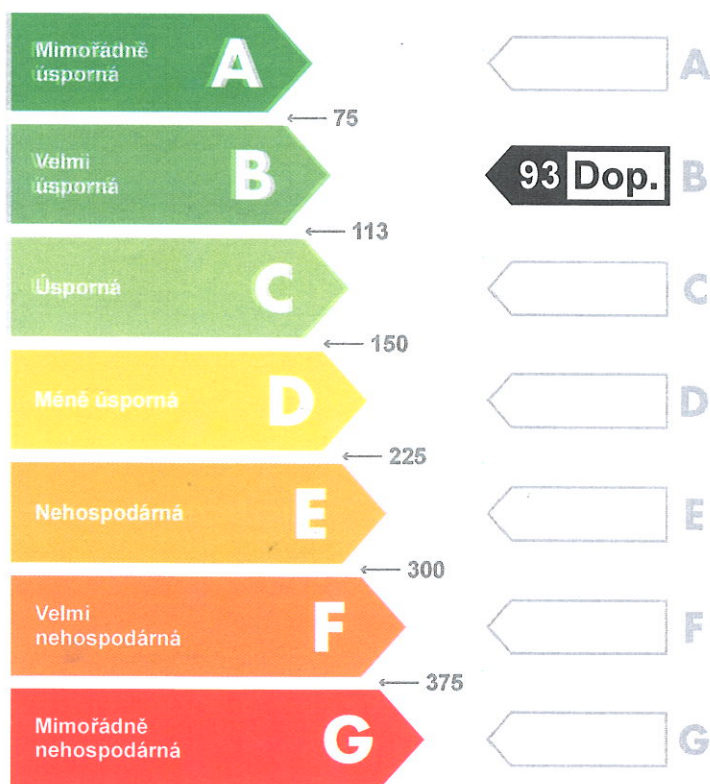 Mimořádně
úsporná
A
A
75
Velmi
úsporná
B
93 Dop.
B
113
Úsporná
C
C
150
Méně úsporná
D
D
225
Nehospodárná
E
E
300
Velmi
nehospodárná
F
F
375
Mimořádně
nehospodárná
G
G